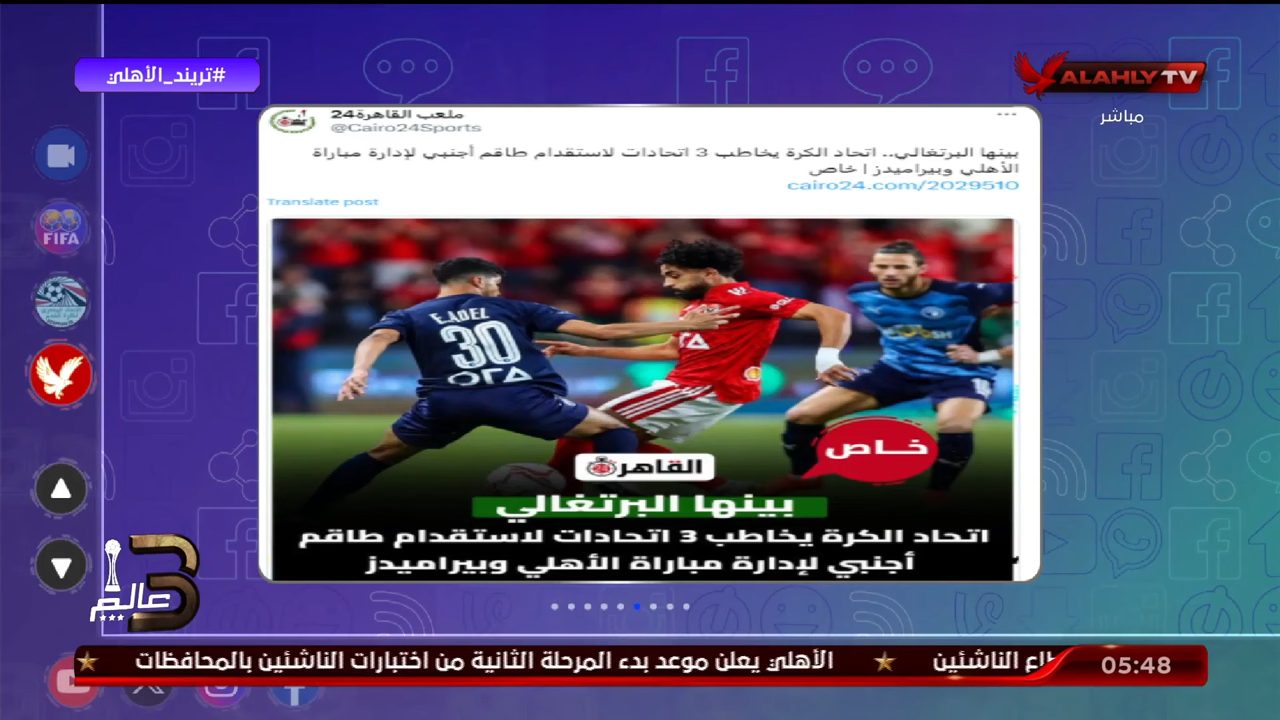 #تريند_الأهلي
ALAHLY TV
مباشر
ملعب القاهرة24
@Cairo24Sports
بينها البرتغالي.. اتحاد الكرة يخاطب 3 اتحادات لاستقدام طاقم أجنبي لإدارة مباراة
الأهلي وبيراميدز | خاص
cairo24.com/2029510
Translate post
FIFA
E.ADEL
30
ORA
خاص
القاهرة
بينها البرتغالي
اتحاد الكرة يخاطب 3 اتحادات لاستقدام طاقم
أجنبي لإدارة مباراة الأهلي وبيراميدز
عالم
3
الناشئين ★ الأهلي يعلن موعد بدء المرحلة الثانية من اختبارات الناشئين بالمحافظات ★
05:48